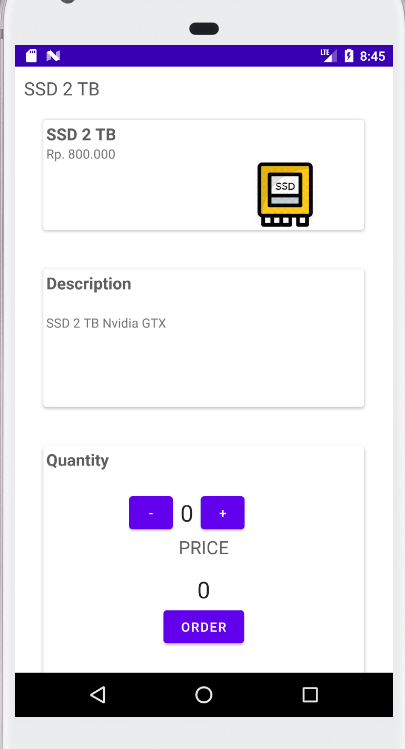 LTE 8:45
SSD 2 TB
SSD 2 TB
Rp. 800.000
SSD
Description
SSD 2 TB Nvidia GTX
Quantity
- 0 +
PRICE
0
ORDER